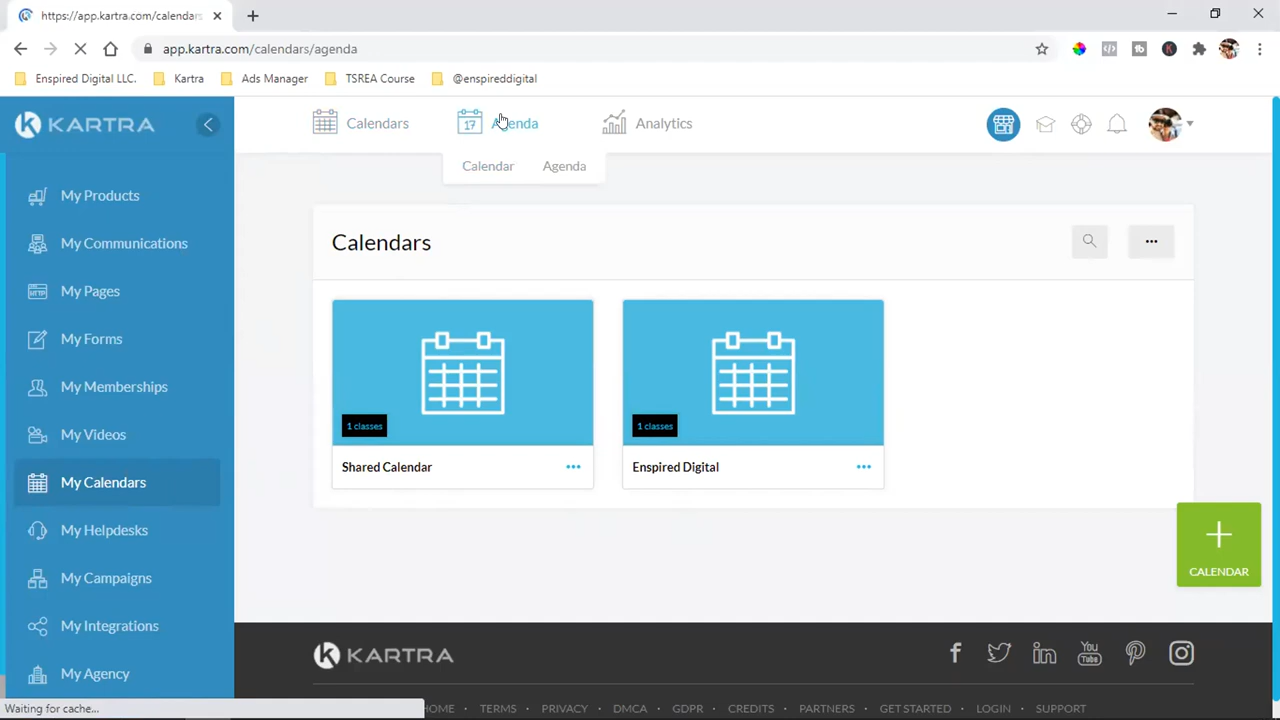 https://app.kartra.com/calendars
app.kartra.com/calendars/agenda
Enspired Digital LLC.
Kartra
Ads Manager
TSREA Course
@enspireddigital
KARTRA
Calendars
17
Agenda
Analytics
Calendar
Agenda
My Products
My Communications
My Pages
My Forms
My Memberships
My Videos
My Calendars
My Helpdesks
My Campaigns
My Integrations
My Agency
Calendars
1 classes
Shared Calendar
1 classes
Enspired Digital
CALENDAR
KARTRA
You
Tube
Waiting for cache...
HOME · TERMS · PRIVACY · DMCA · GDPR · CREDITS · PARTNERS · GET STARTED · LOGIN · SUPPORT